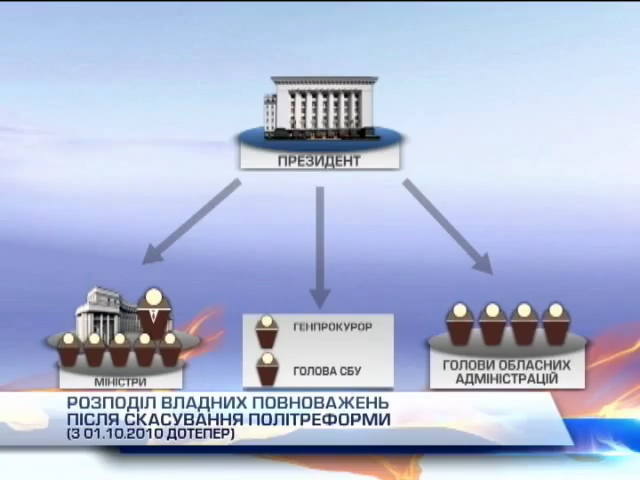 ПРЕЗИДЕНТ
МІНІСТРИ
ГЕНПРОКУРОР
ГОЛОВА СБУ
ГОЛОВИ ОБЛАСНИХ
АДМІНІСТРАЦІЙ
РОЗПОДІЛ ВЛАДНИХ ПОВНОВАЖЕНЬ
ПІСЛЯ СКАСУВАННЯ ПОЛІТРЕФОРМИ
(З 01.10.2010 ДОТЕПЕР)